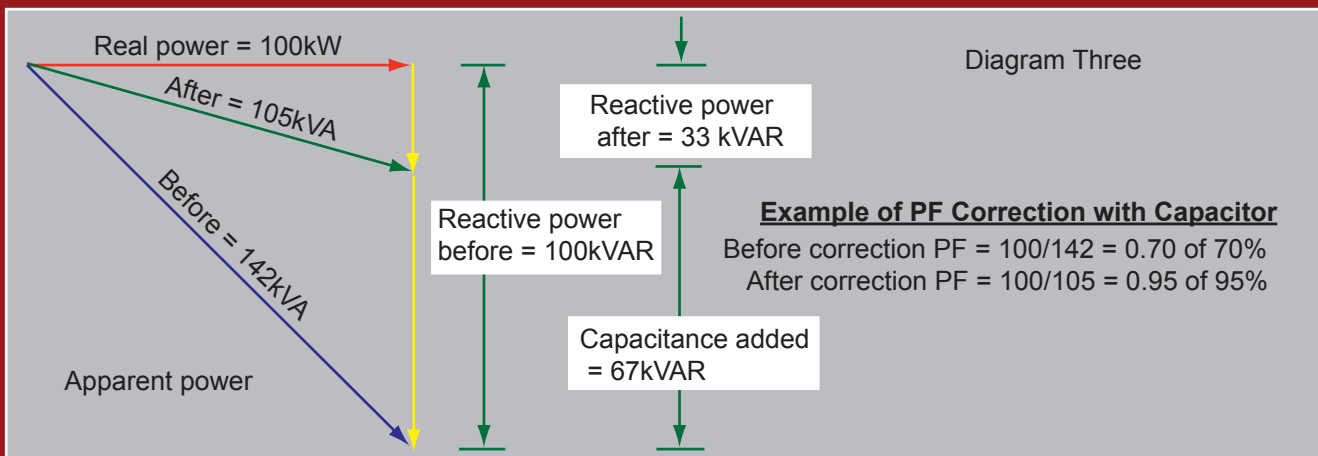 Real power = 100kW
After = 105kVA
Before = 142kVA
Apparent power
Reactive power
before = 100kVAR
Reactive power
after = 33 kVAR
Capacitance added
= 67kVAR
Diagram Three
Example of PF Correction with Capacitor
Before correction PF = 100/142 = 0.70 of 70%
After correction PF = 100/105 = 0.95 of 95%